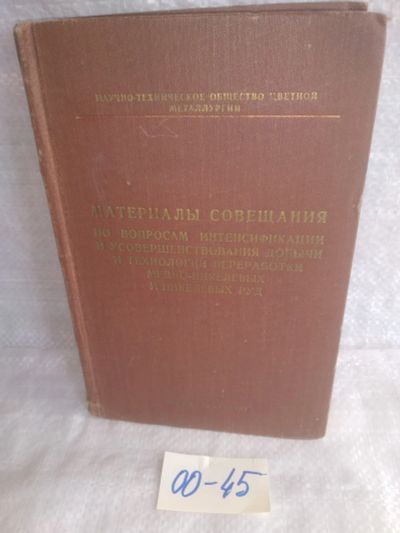 НАУЧНО-ТЕХНИЧЕСКОЕ ОБЩЕСТВО ЦВЕТНОЙ
МЕТАЛЛУРГИИ
МАТЕРИАЛЫ СОВЕЩАНИЯ
ПО ВОПРОСАМ ИНТЕНСИФИКАЦИИ
И УСОВЕРШЕНСТВОВАНИЯ ДОБЫЧИ
И ТЕХНОЛОГИИ ПЕРЕРАБОТКИ
МЕДНО-НИКЕЛЕВЫХ
И НИКЕЛЕВЫХ РУД
ОО-45